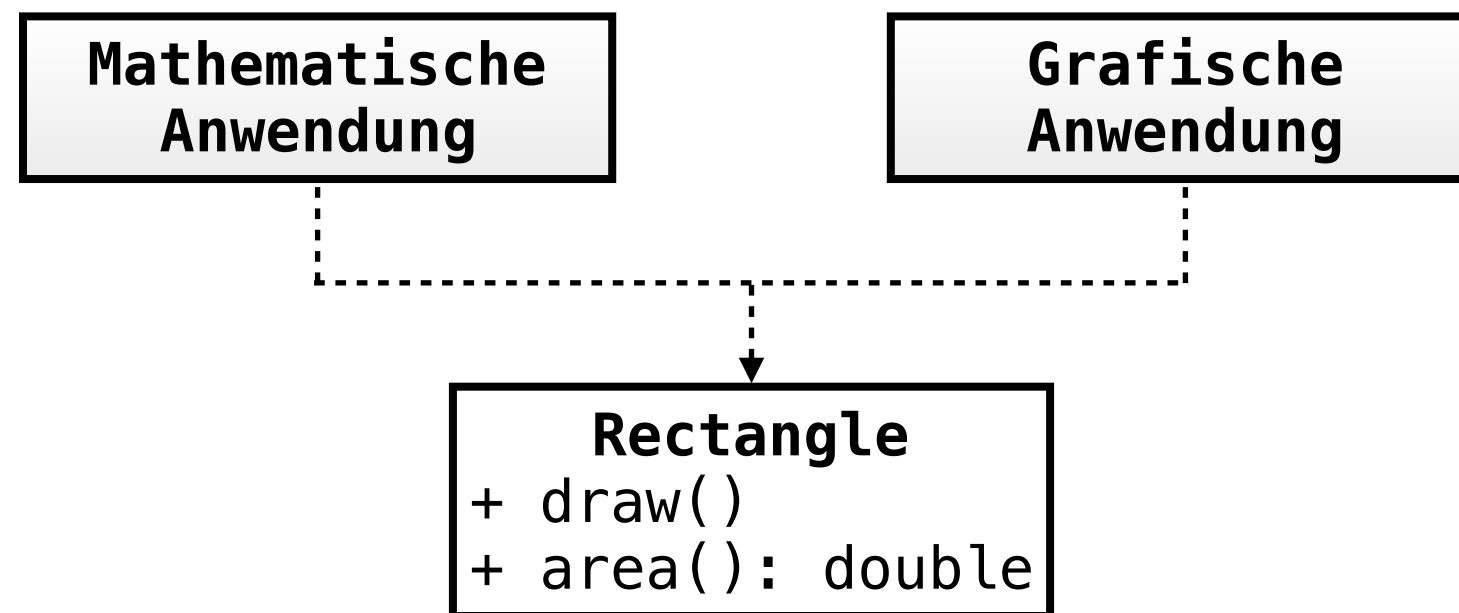 Mathematische
Anwendung
Grafische
Anwendung
Rectangle
+ draw()
+ area(): double